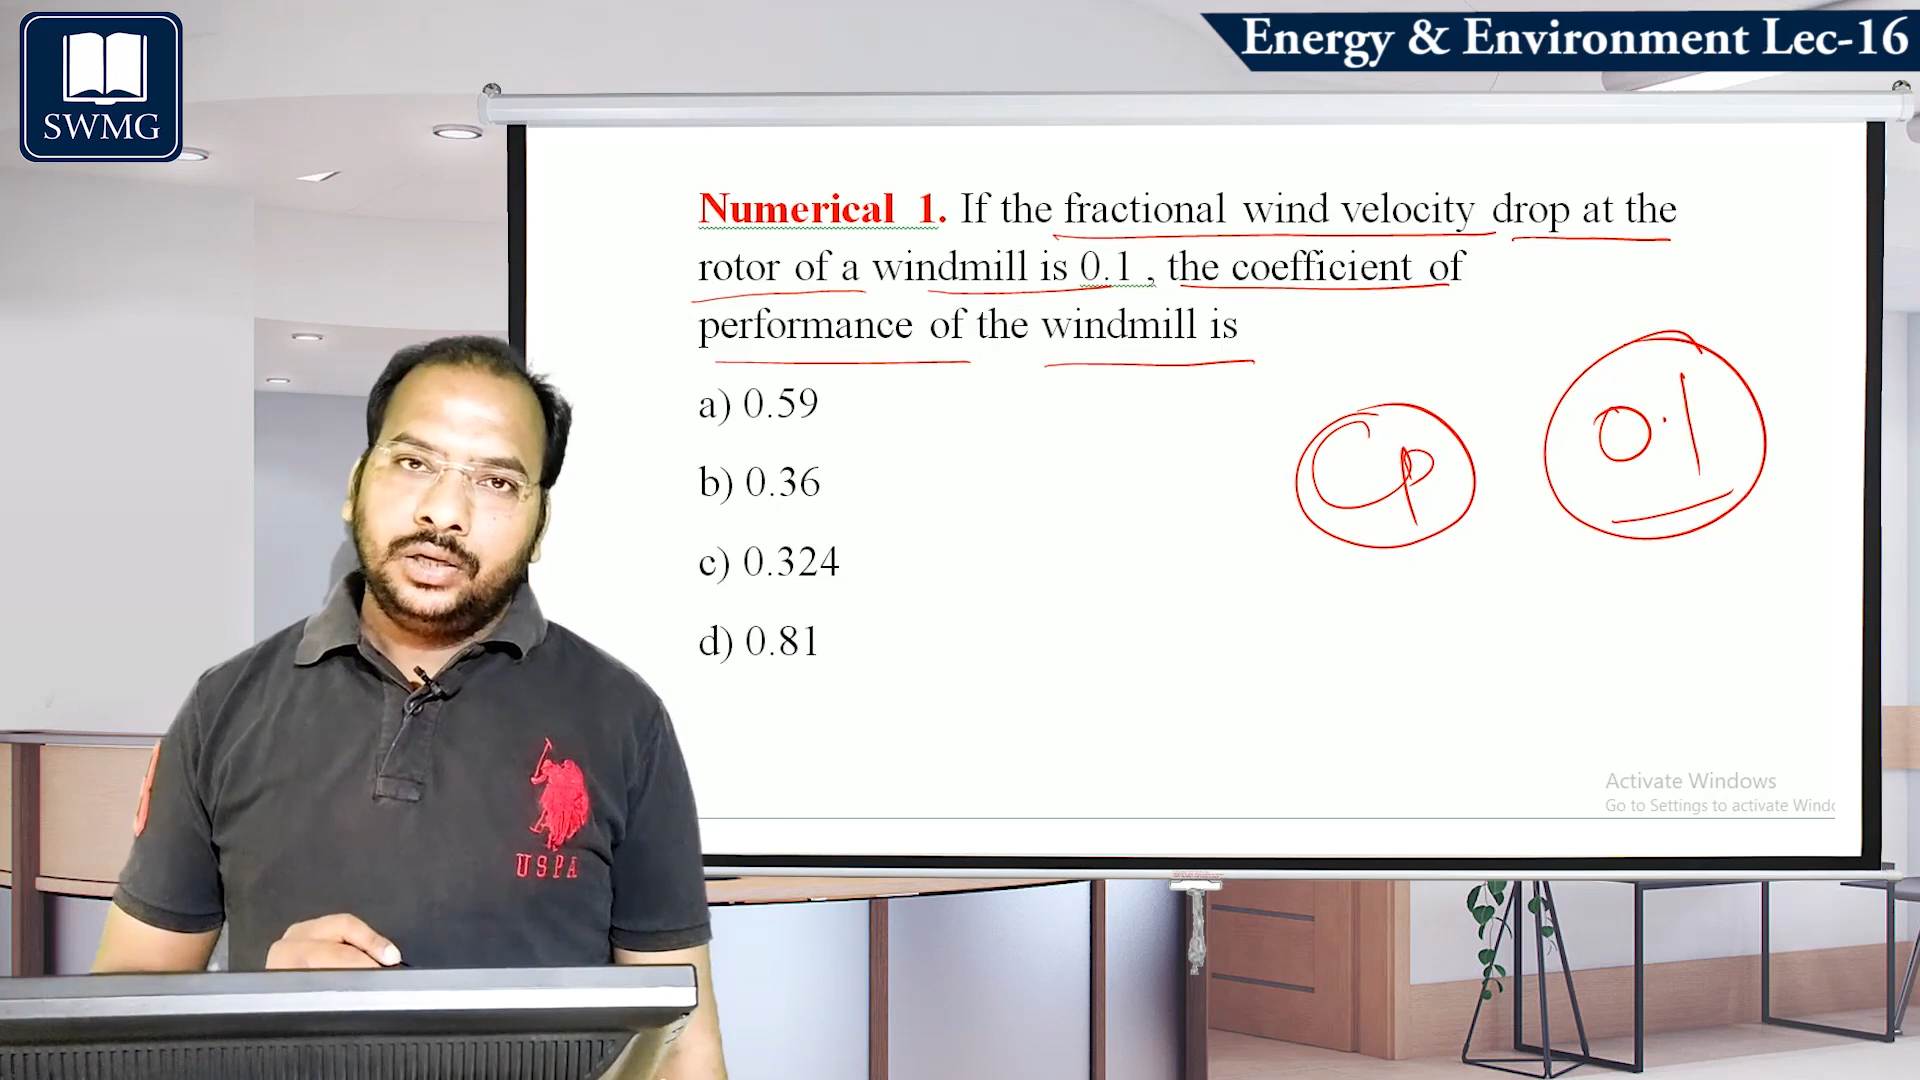 Energy & Environment Lec-16
SWMG
Numerical 1. If the fractional wind velocity drop at the
rotor of a windmill is 0.1 , the coefficient of
performance of the windmill is
a) 0.59
b) 0.36
c) 0.324
d) 0.81
Cp
0.1
Activate Windows
Go to Settings to activate Windo
USPA